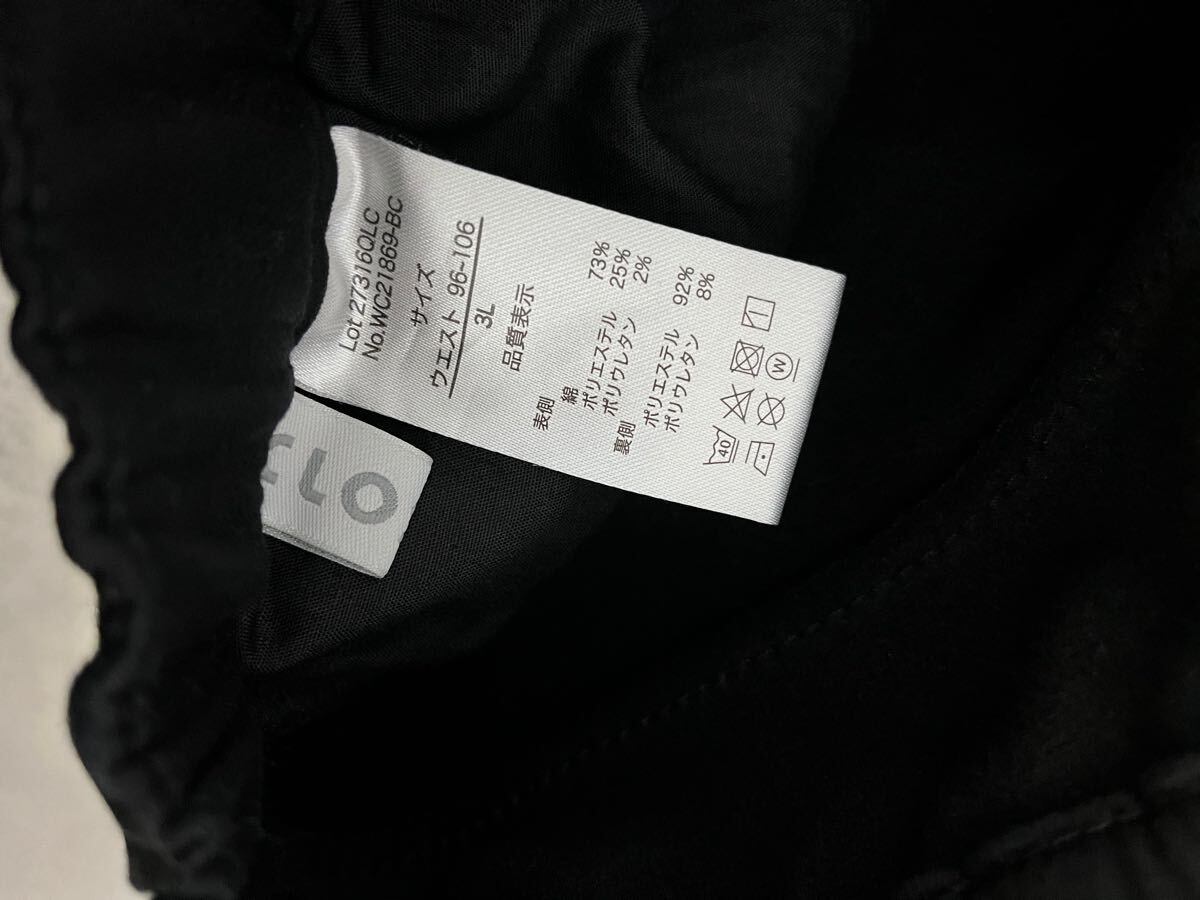 Lot 27316QLC
No.WC21869-BC
サイズ
ウエスト 96-106
3L
品質表示
表側
綿 73%
ポリエステル 25%
ポリウレタン 2%
裏側
ポリエステル 92%
ポリウレタン 8%
40
W
1